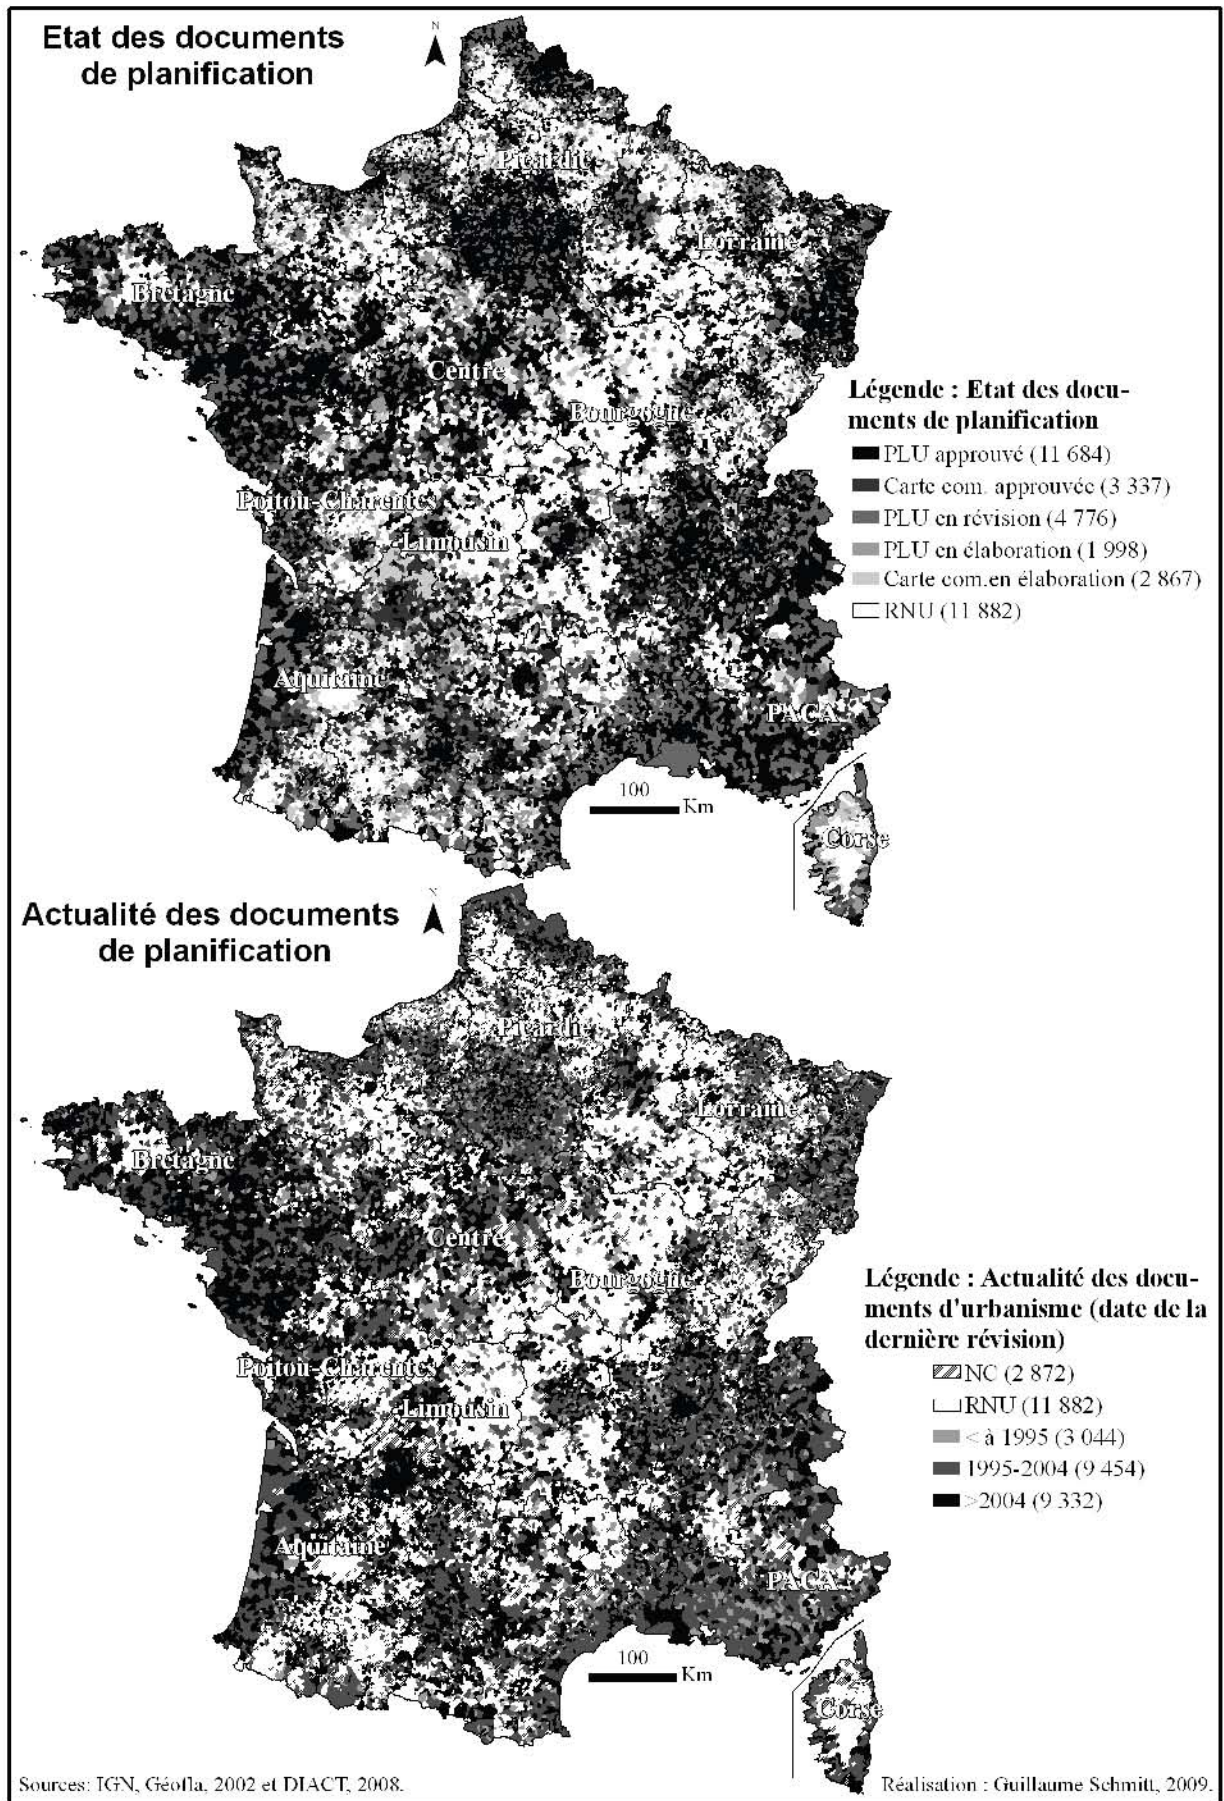 Etat des documents
de planification
N
Picardie
Lorraine
Bretagne
Centre
Bourgogne
Poitou-Charentes
Limousin
Aquitaine
PACA
Corse
100
Km
Légende : Etat des docu-
ments de planification
PLU approuvé (11 684)
Carte com. approuvée (3 337)
PLU en révision (4 776)
PLU en élaboration (1 998)
Carte com.en élaboration (2 867)
RNU (11 882)
Actualité des documents
de planification
N
Picardie
Lorraine
Bretagne
Centre
Bourgogne
Poitou-Charentes
Limousin
Aquitaine
PACA
Corse
100
Km
Légende : Actualité des docu-
ments d'urbanisme (date de la
dernière révision)
NC (2 872)
RNU (11 882)
< à 1995 (3 044)
1995-2004 (9 454)
>2004 (9 332)
Sources: IGN, Géofla, 2002 et DIACT, 2008.
Réalisation : Guillaume Schmitt, 2009.